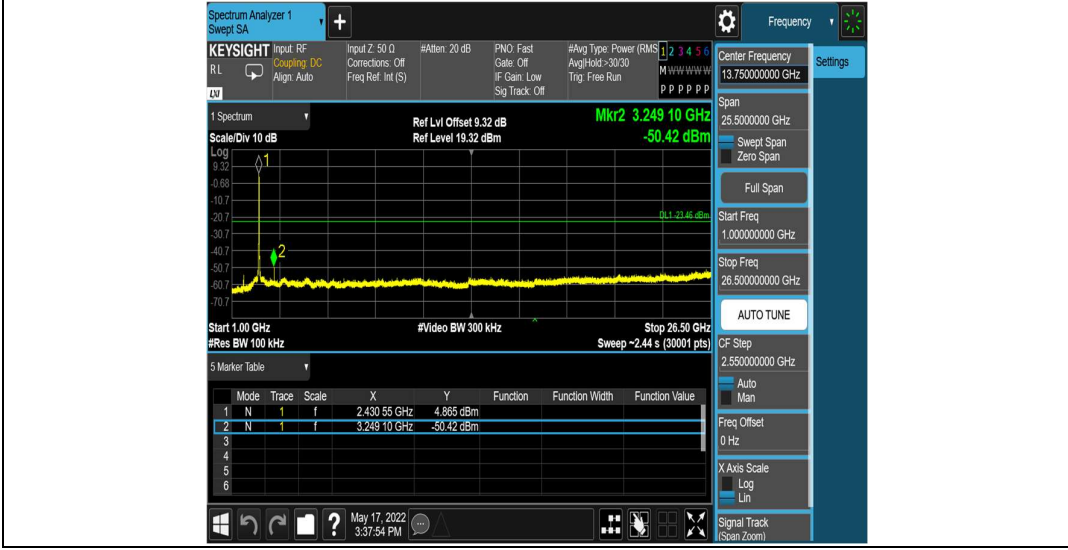 Spectrum Analyzer 1
Swept SA
+
Frequency
KEYSIGHT
RL
LXI
Input: RF
Coupling: DC
Align: Auto
Input Z: 50 Ω
Corrections: Off
Freq Ref: Int (S)
#Atten: 20 dB
PNO: Fast
Gate: Off
IF Gain: Low
Sig Track: Off
#Avg Type: Power (RMS
Avg|Hold:>30/30
Trig: Free Run
1 2 3 4 5 6
M W W W W W
P P P P P P
1 Spectrum
Scale/Div 10 dB
Ref Lvl Offset 9.32 dB
Ref Level 19.32 dBm
Mkr2 3.249 10 GHz
-50.42 dBm
Log
9.32
-0.68
-10.7
-20.7
-30.7
-40.7
-50.7
-60.7
-70.7
1
2
DL1 -23.46 dBm
Start 1.00 GHz
#Res BW 100 kHz
#Video BW 300 kHz
Stop 26.50 GHz
Sweep ~2.44 s (30001 pts)
5 Marker Table
Mode Trace Scale X Y Function Function Width Function Value
1 N 1 f 2.430 55 GHz 4.865 dBm
2 N 1 f 3.249 10 GHz -50.42 dBm
3
4
5
6
?
May 17, 2022
3:37:54 PM
Center Frequency
13.750000000 GHz
Settings
Span
25.5000000 GHz
Swept Span
Zero Span
Full Span
Start Freq
1.000000000 GHz
Stop Freq
26.500000000 GHz
AUTO TUNE
CF Step
2.550000000 GHz
Auto
Man
Freq Offset
0 Hz
X Axis Scale
Log
Lin
Signal Track
(Span Zoom)